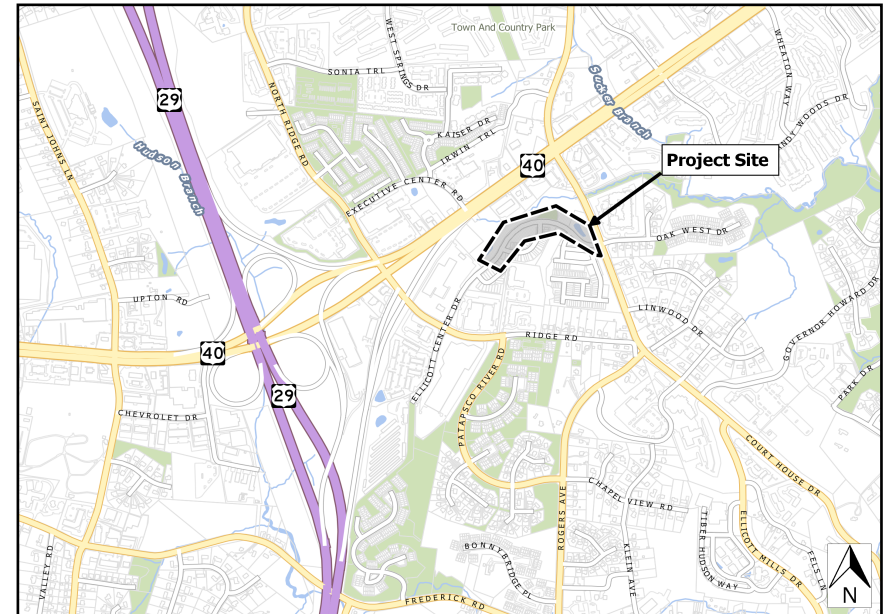 Town And Country Park
WEST SPRINGS DR
WHEATON WAY
SONIA TRL
Sucker Branch
29
NORTH RIDGE RD
SAINT JOHNS LN
KAISER DR
IRWIN TRL
Hudson Branch
40
Project Site
EXECUTIVE CENTER RD
OAK WEST DR
UPTON RD
GOVERNOR HOWARD DR
LINWOOD DR
ELLICOTT CENTER DR
RIDGE RD
40
PATAPSCO RIVER RD
PARK DR
29
CHEVROLET DR
COURT HOUSE DR
CHAPEL VIEW RD
ROGERS AVE
TIBER HUDSON WAY
ELLICOTT MILLS DR
KLEIN AVE
BONNYBRIDGE PL
FELS LN
VALLEY RD
FREDERICK RD
N